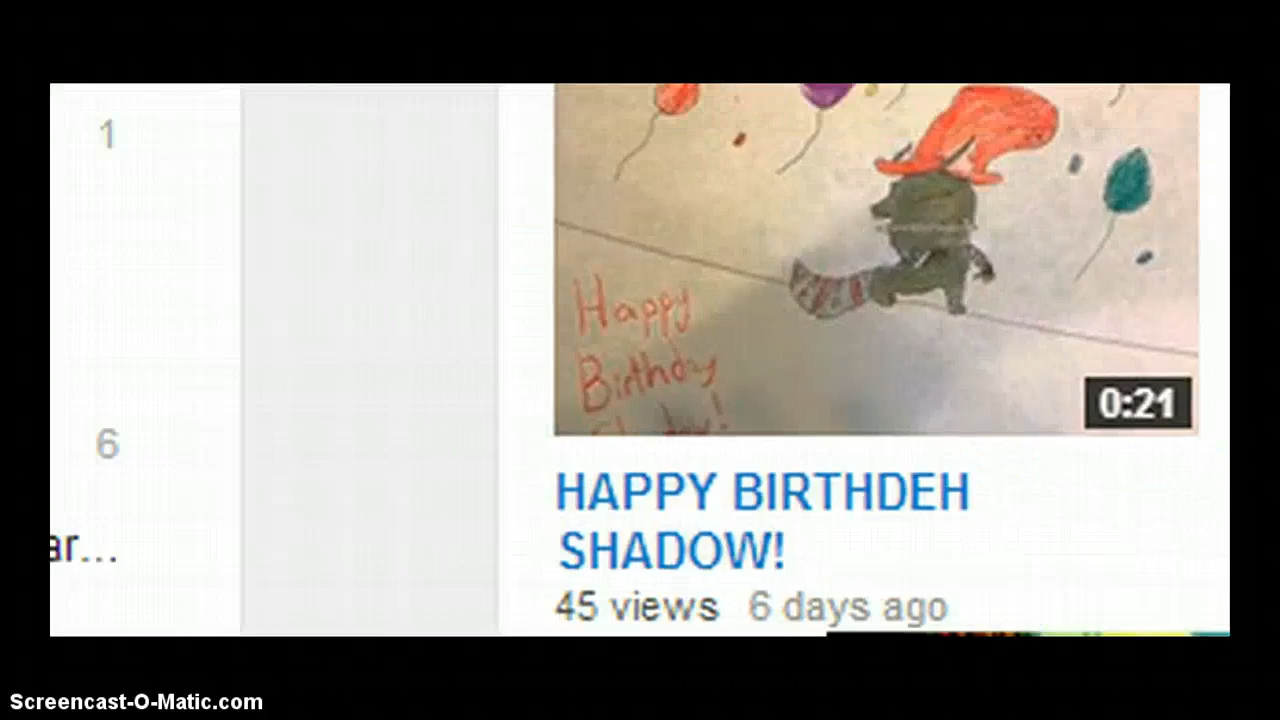 1
6
ar...
Happy
Birthday
0:21
HAPPY BIRTHDEH
SHADOW!
45 views 6 days ago
Screencast-O-Matic.com